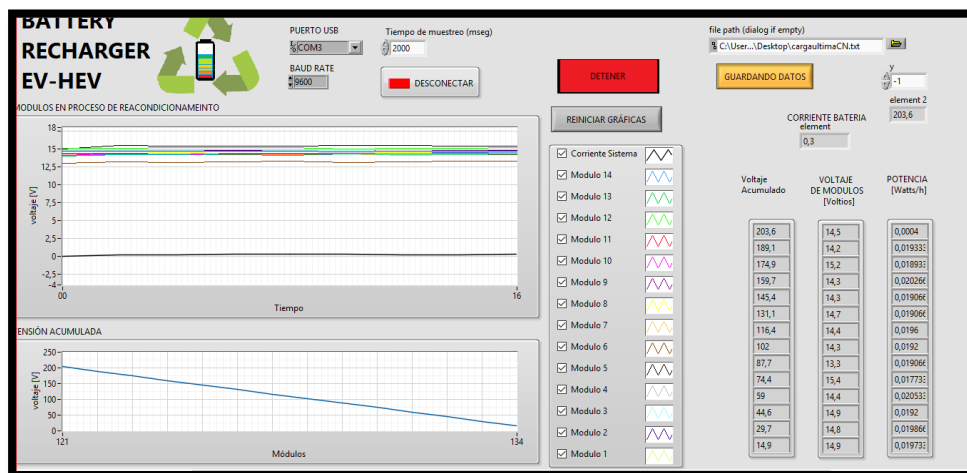 BATTERY
RECHARGER
EV-HEV
PUERTO USB
COM3
BAUD RATE
9600
Tiempo de muestreo (mseg)
2000
DESCONECTAR
DETENER
REINICIAR GRÁFICAS
file path (dialog if empty)
C:\User...\Desktop\cargaultimaCN.txt
GUARDANDO DATOS
y
-1
element 2
203,6
CORRIENTE BATERIA
element
0,3
MODULOS EN PROCESO DE REACONDICIONAMEINTO
voltaje [V]
18
15
12,5
10
7,5
5
2,5
0
-2,5
-4
00
16
Tiempo
TENSIÓN ACUMULADA
voltaje [V]
250
200
150
100
50
0
121
134
Módulos
Corriente Sistema
Modulo 14
Modulo 13
Modulo 12
Modulo 11
Modulo 10
Modulo 9
Modulo 8
Modulo 7
Modulo 6
Modulo 5
Modulo 4
Modulo 3
Modulo 2
Modulo 1
Voltaje
Acumulado
203,6
189,1
174,9
159,7
145,4
131,1
116,4
102
87,7
74,4
59
44,6
29,7
14,9
VOLTAJE
DE MODULOS
[Voltios]
14,5
14,2
15,2
14,3
14,3
14,7
14,4
14,3
13,3
15,4
14,4
14,9
14,8
14,9
POTENCIA
[Watts/h]
0,0004
0,019333
0,018933
0,020266
0,019066
0,019066
0,0196
0,0192
0,019066
0,017733
0,020533
0,0192
0,019866
0,019733